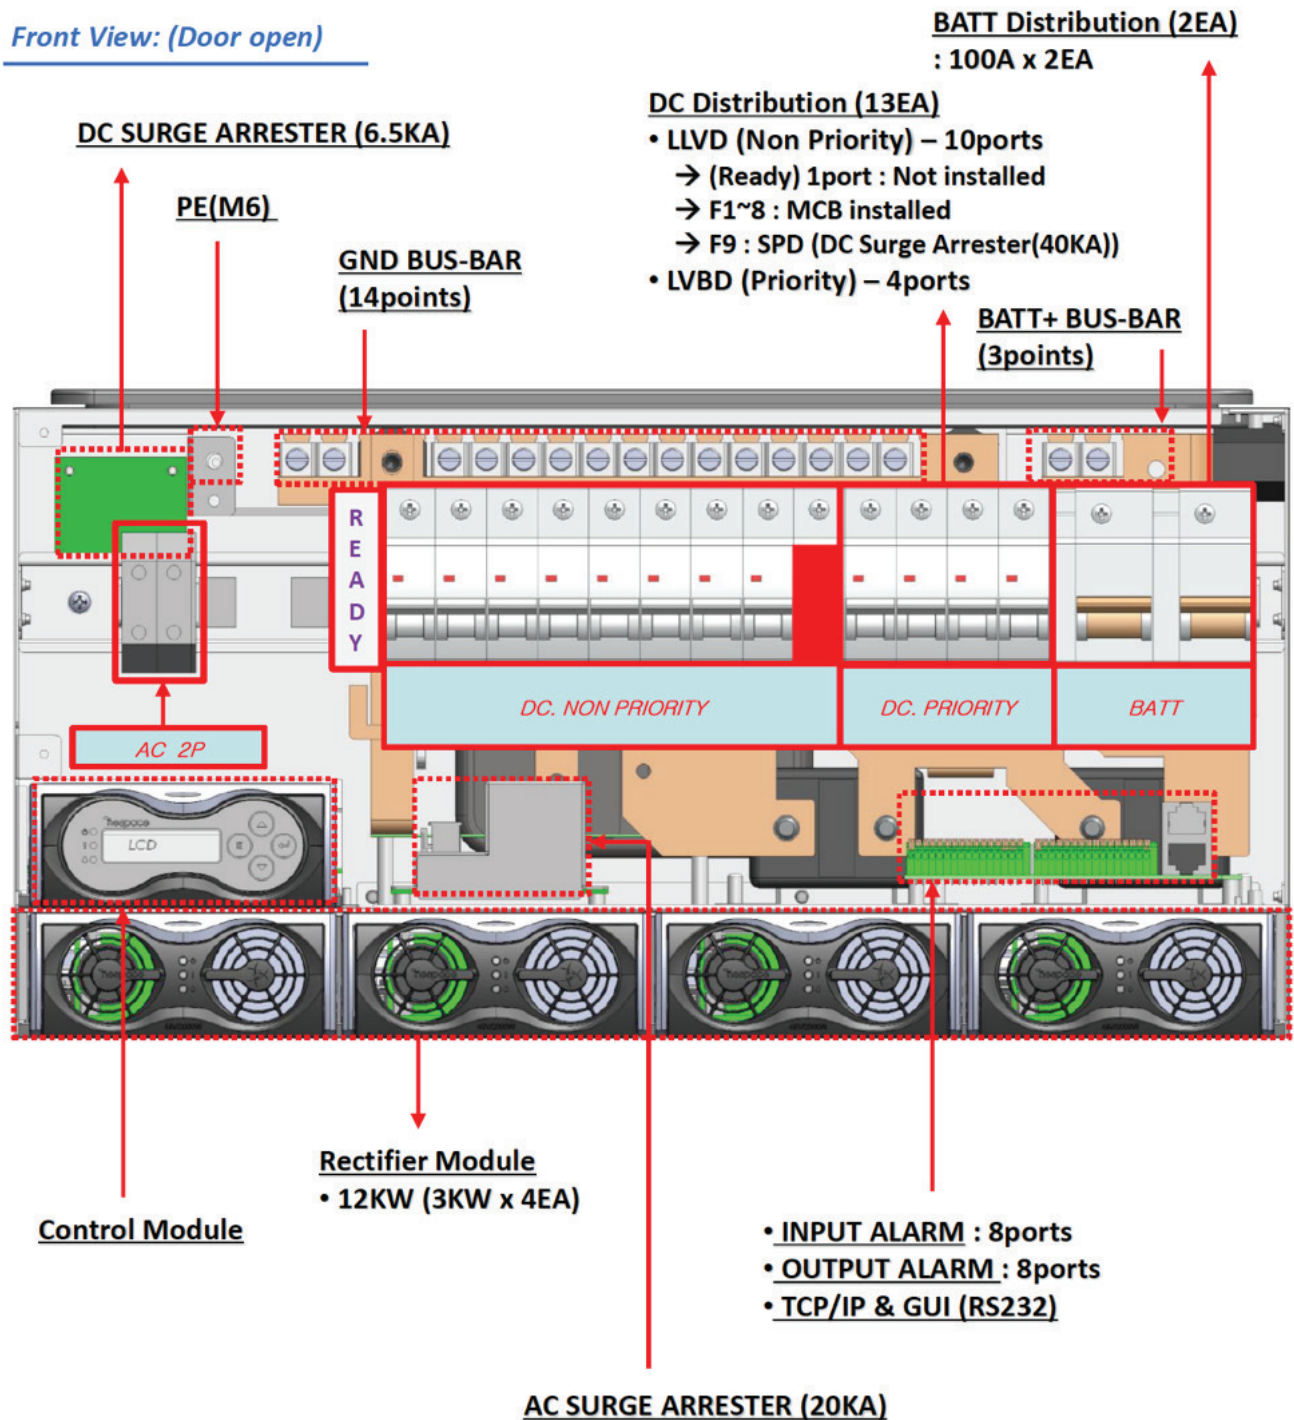 Front View: (Door open)
BATT Distribution (2EA)
: 100A x 2EA
DC Distribution (13EA)
• LLVD (Non Priority) – 10ports
→ (Ready) 1port : Not installed
→ F1~8 : MCB installed
→ F9 : SPD (DC Surge Arrester(40KA))
• LVBD (Priority) – 4ports
DC SURGE ARRESTER (6.5KA)
PE(M6)
GND BUS-BAR
(14points)
BATT+ BUS-BAR
(3points)
READY
DC. NON PRIORITY
DC. PRIORITY
BATT
AC 2P
neapace
LCD
Rectifier Module
• 12KW (3KW x 4EA)
Control Module
• INPUT ALARM : 8ports
• OUTPUT ALARM : 8ports
• TCP/IP & GUI (RS232)
AC SURGE ARRESTER (20KA)